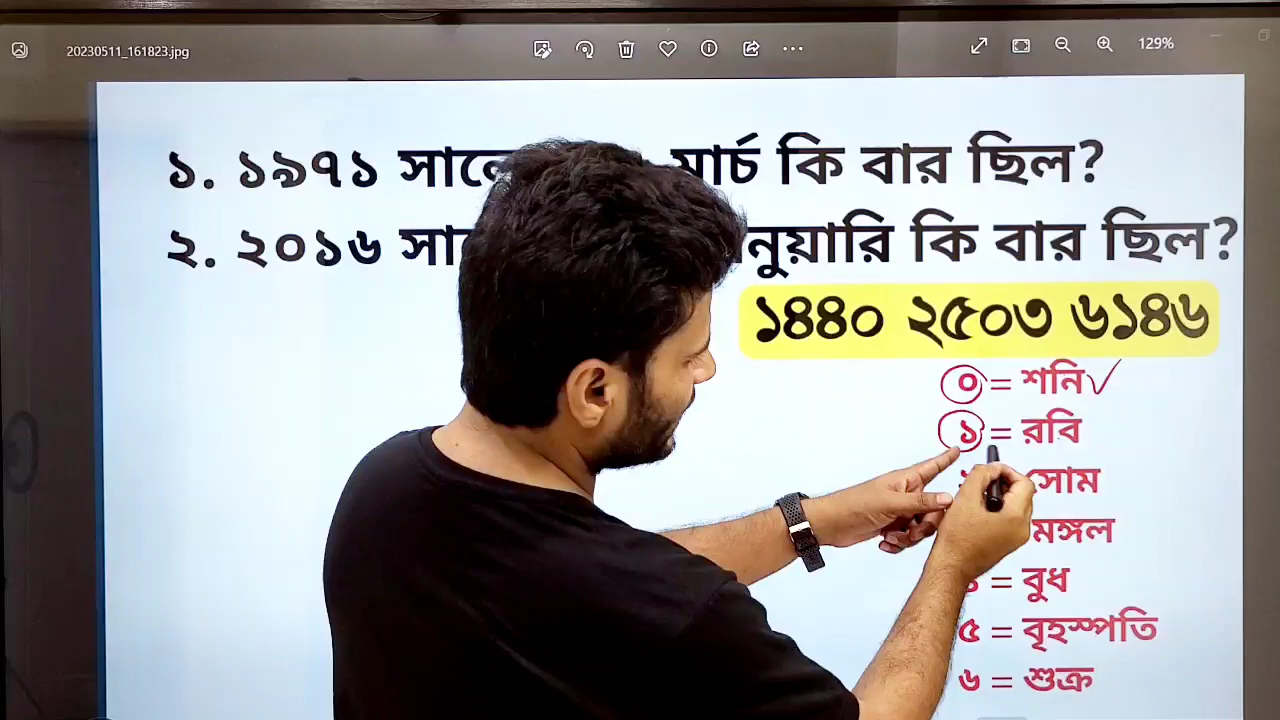 20230511_161823.jpg
129%
১. ১৯৭১ মার্চ কি বার ছিল?
২. ২০১৬ কি বার ছিল?
১৪৪০ ২৫০৩ ৬১৪৬
০ = শনি ✓
১ = রবি
সোম
মঙ্গল
= বুধ
৫ = বৃহস্পতি
৬ = শুক্র